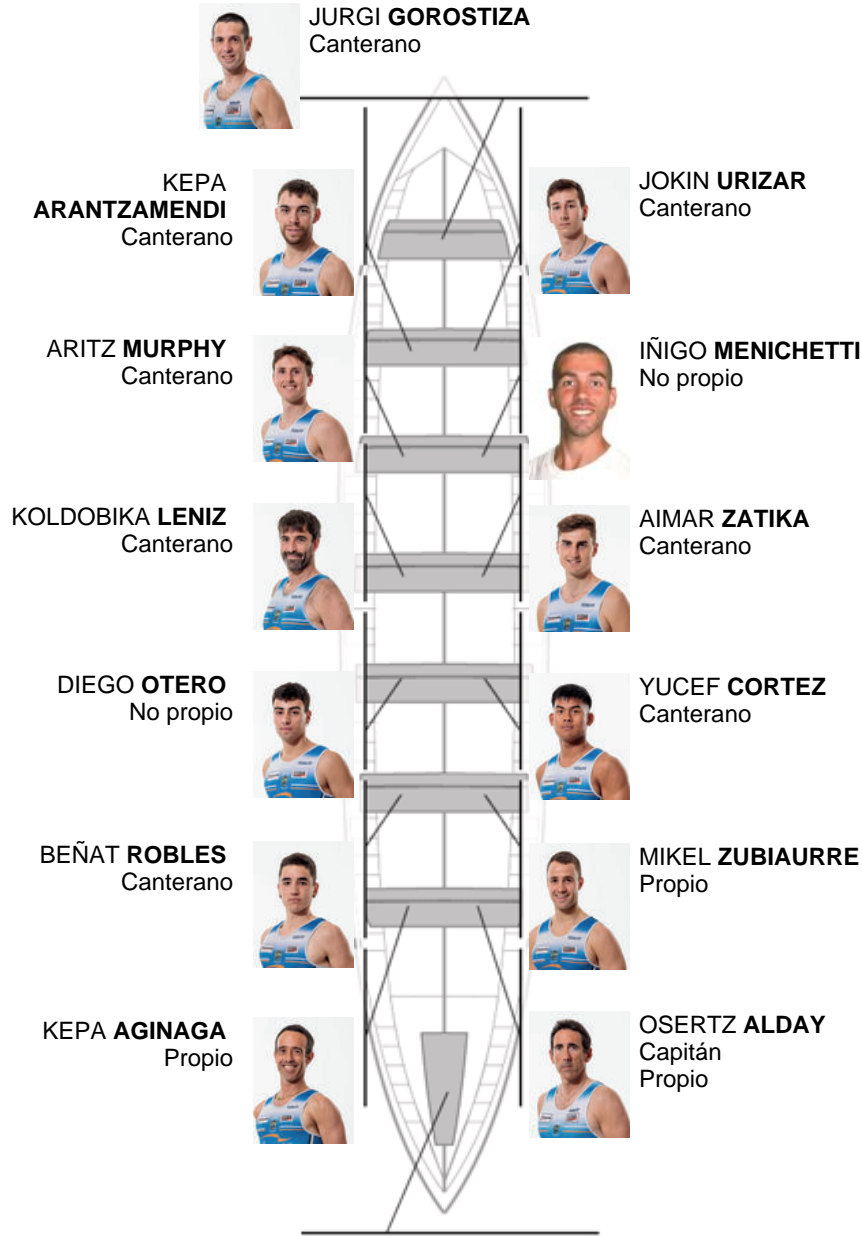 JURGI GOROSTIZA
Canterano
KEPA
ARANTZAMENDI
Canterano
JOKIN URIZAR
Canterano
ARITZ MURPHY
Canterano
IÑIGO MENICHETTI
No propio
KOLDOBIKA LENIZ
Canterano
AIMAR ZATIKA
Canterano
DIEGO OTERO
No propio
YUCEF CORTEZ
Canterano
BEÑAT ROBLES
Canterano
MIKEL ZUBIAURRE
Propio
KEPA AGINAGA
Propio
OSERTZ ALDAY
Capitán
Propio